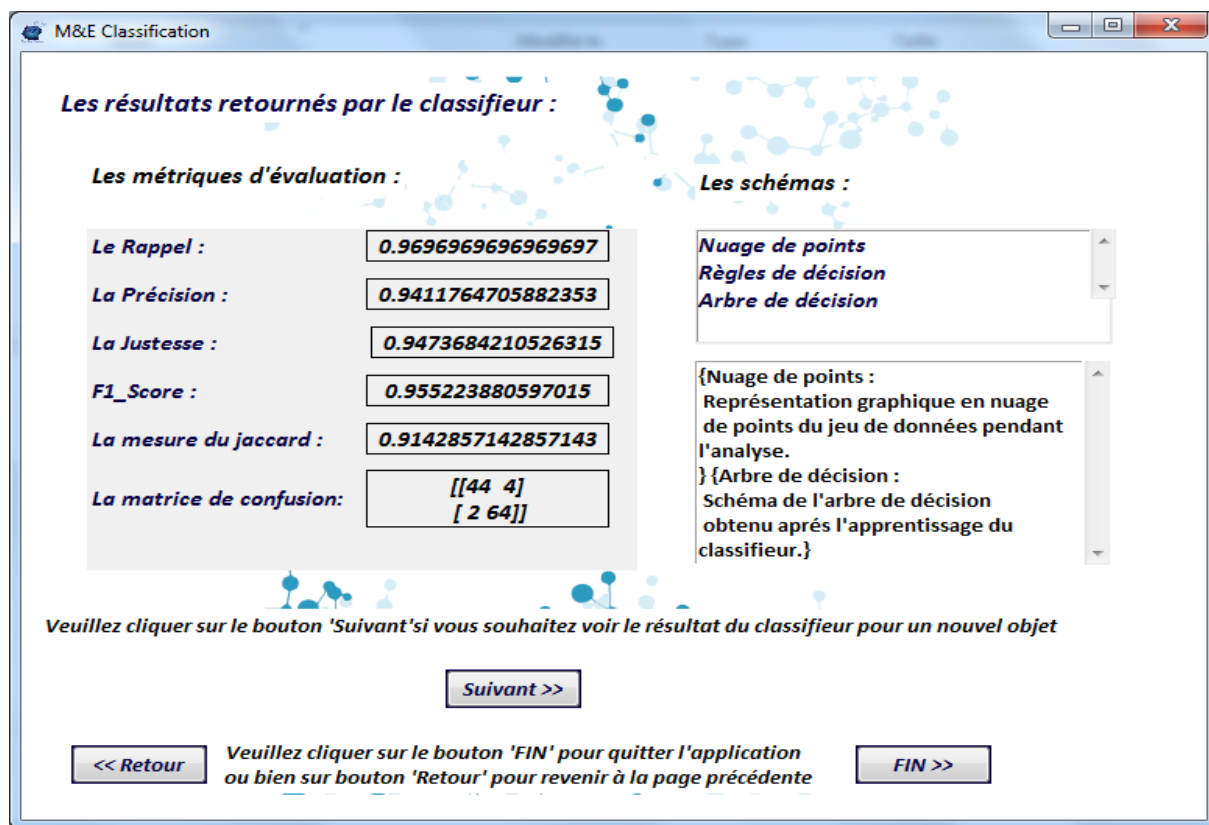 M&E Classification
Les résultats retournés par le classifieur :
Les métriques d'évaluation :
Le Rappel :
0.9696969696969697
La Précision :
0.9411764705882353
La Justesse :
0.9473684210526315
F1_Score :
0.955223880597015
La mesure du jaccard :
0.9142857142857143
La matrice de confusion:
[[44 4]
[ 2 64]]
Les schémas :
Nuage de points
Règles de décision
Arbre de décision
{Nuage de points :
Représentation graphique en nuage
de points du jeu de données pendant
l'analyse.
} {Arbre de décision :
Schéma de l'arbre de décision
obtenu aprés l'apprentissage du
classifieur.}
Veuillez cliquer sur le bouton 'Suivant'si vous souhaitez voir le résultat du classifieur pour un nouvel objet
Suivant >>
<< Retour
Veuillez cliquer sur le bouton 'FIN' pour quitter l'application
ou bien sur bouton 'Retour' pour revenir à la page précédente
FIN >>